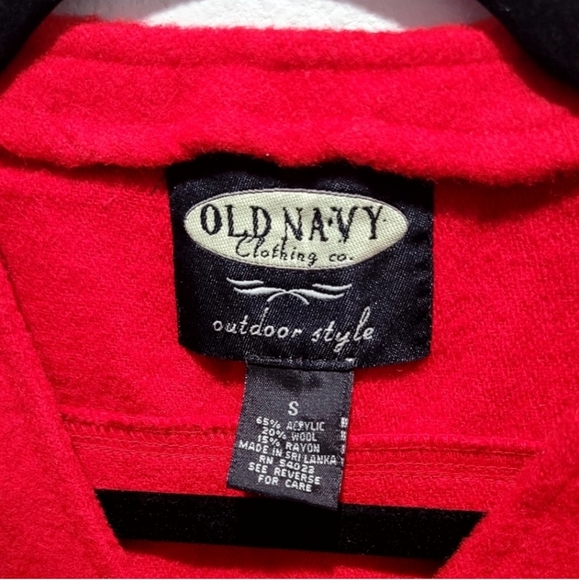 OLD NAVY
Clothing co.
outdoor style
S
65% ACRYLIC
20% WOOL
15% RAYON
MADE IN SRI LANKA
RN 54023
SEE REVERSE
FOR CARE